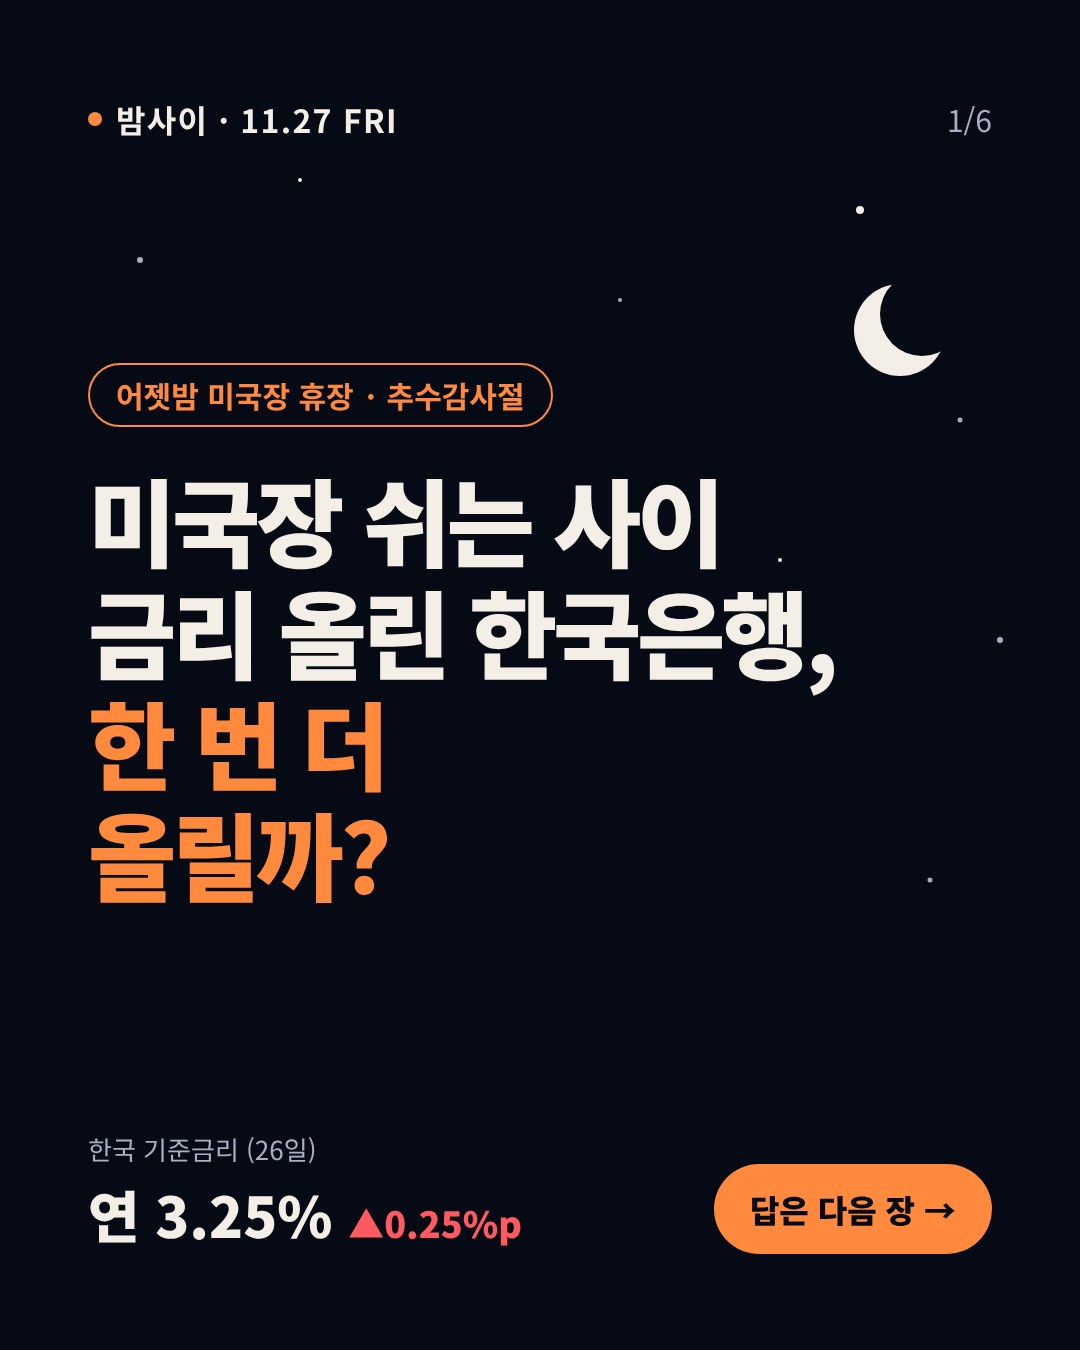 밤사이 · 11.27 FRI
1/6
어젯밤 미국장 휴장 · 추수감사절
미국장 쉬는 사이
금리 올린 한국은행,
한 번 더
올릴까?
한국 기준금리 (26일)
연 3.25% ▲0.25%p
답은 다음 장 →